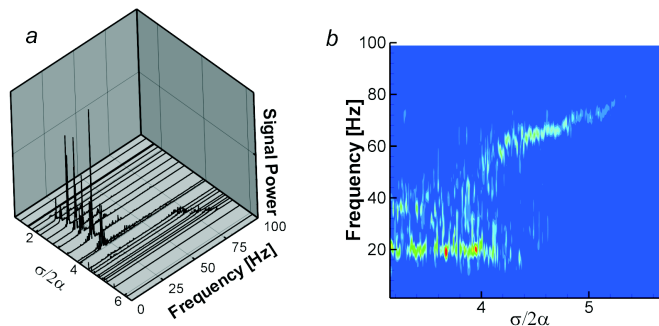 a
Signal Power
2
4
6
σ/2α
0
25
50
75
100
Frequency [Hz]
b
Frequency [Hz]
100
80
60
40
20
4
5
σ/2α